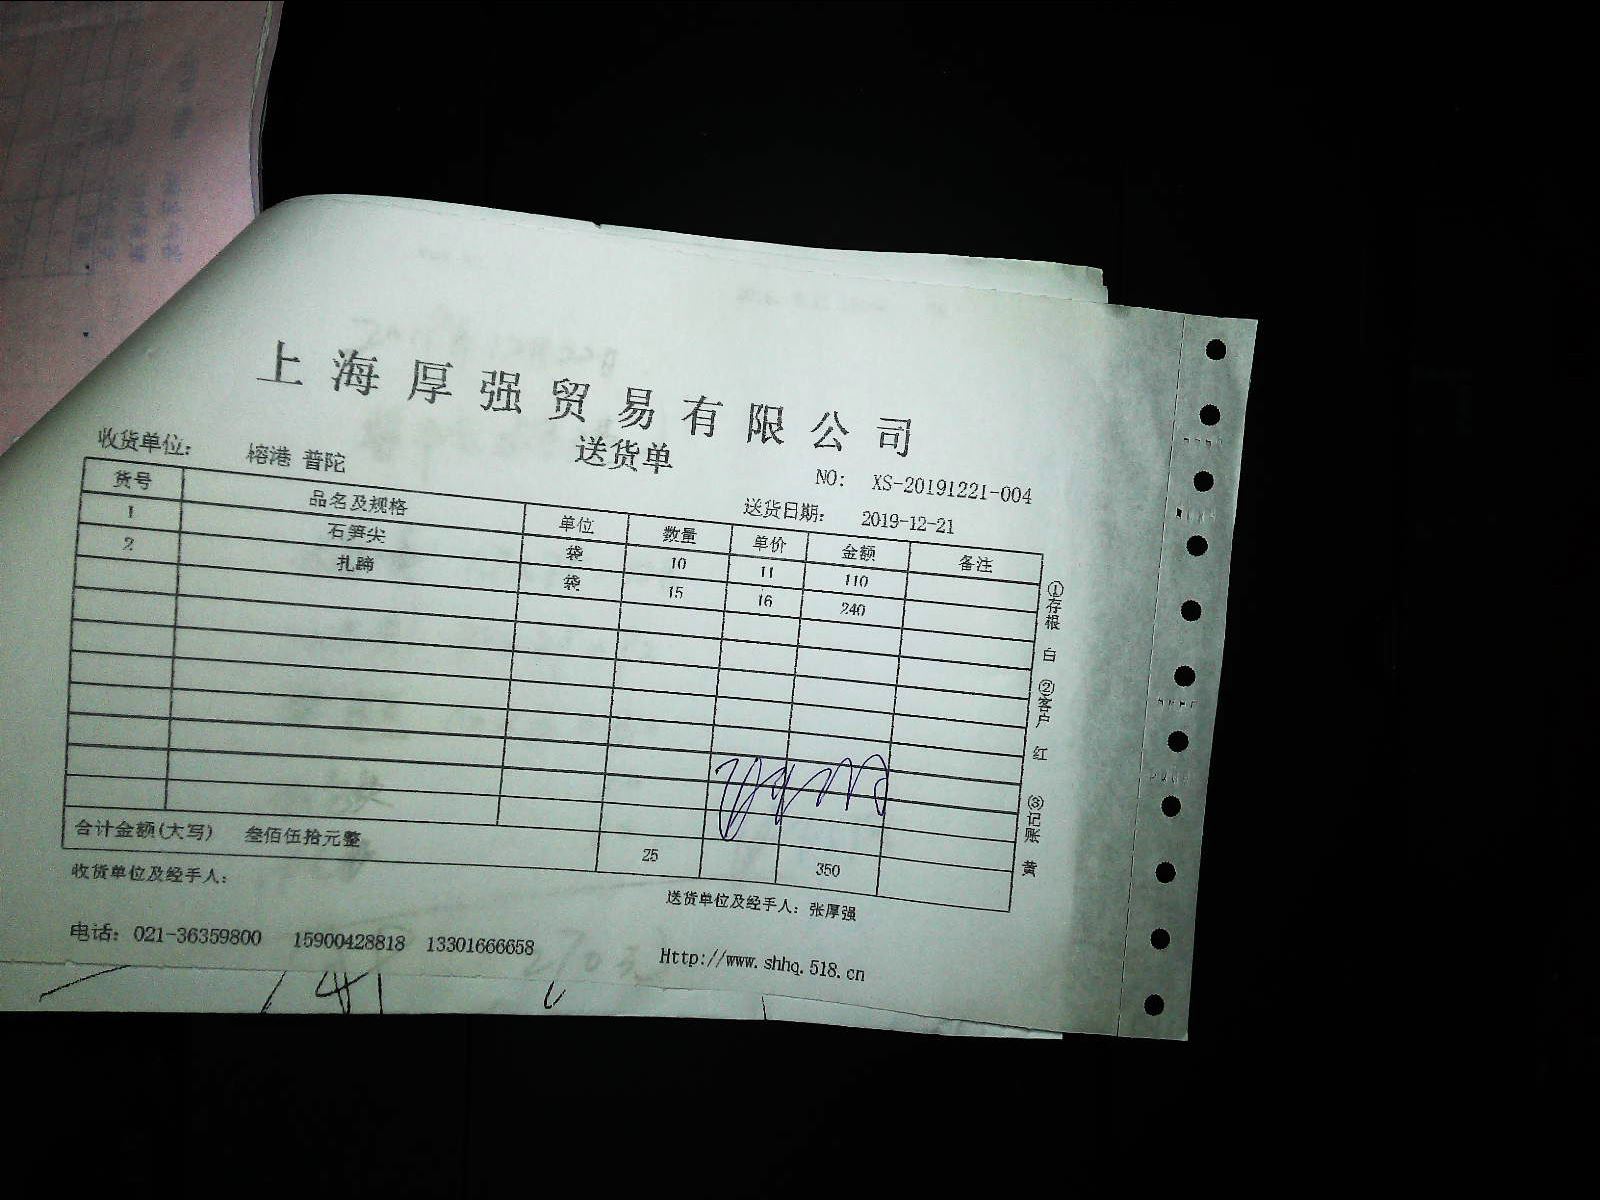 上海厚强贸易有限公司
送货单
收货单位: 榕港 普陀
NO: XS-20191221-004
送货日期: 2019-12-21
货号 品名及规格 单位 数量 单价 金额 备注
1 石笋尖 袋 10 11 110
2 扎蹄 袋 15 16 240
合计金额(大写) 叁佰伍拾元整 25 350
收货单位及经手人:
送货单位及经手人: 张厚强
电话: 021-36359800 15900428818 13301666658
Http://www.shhq.518.cn
①存根 白 ②客户 红 ③记账 黄